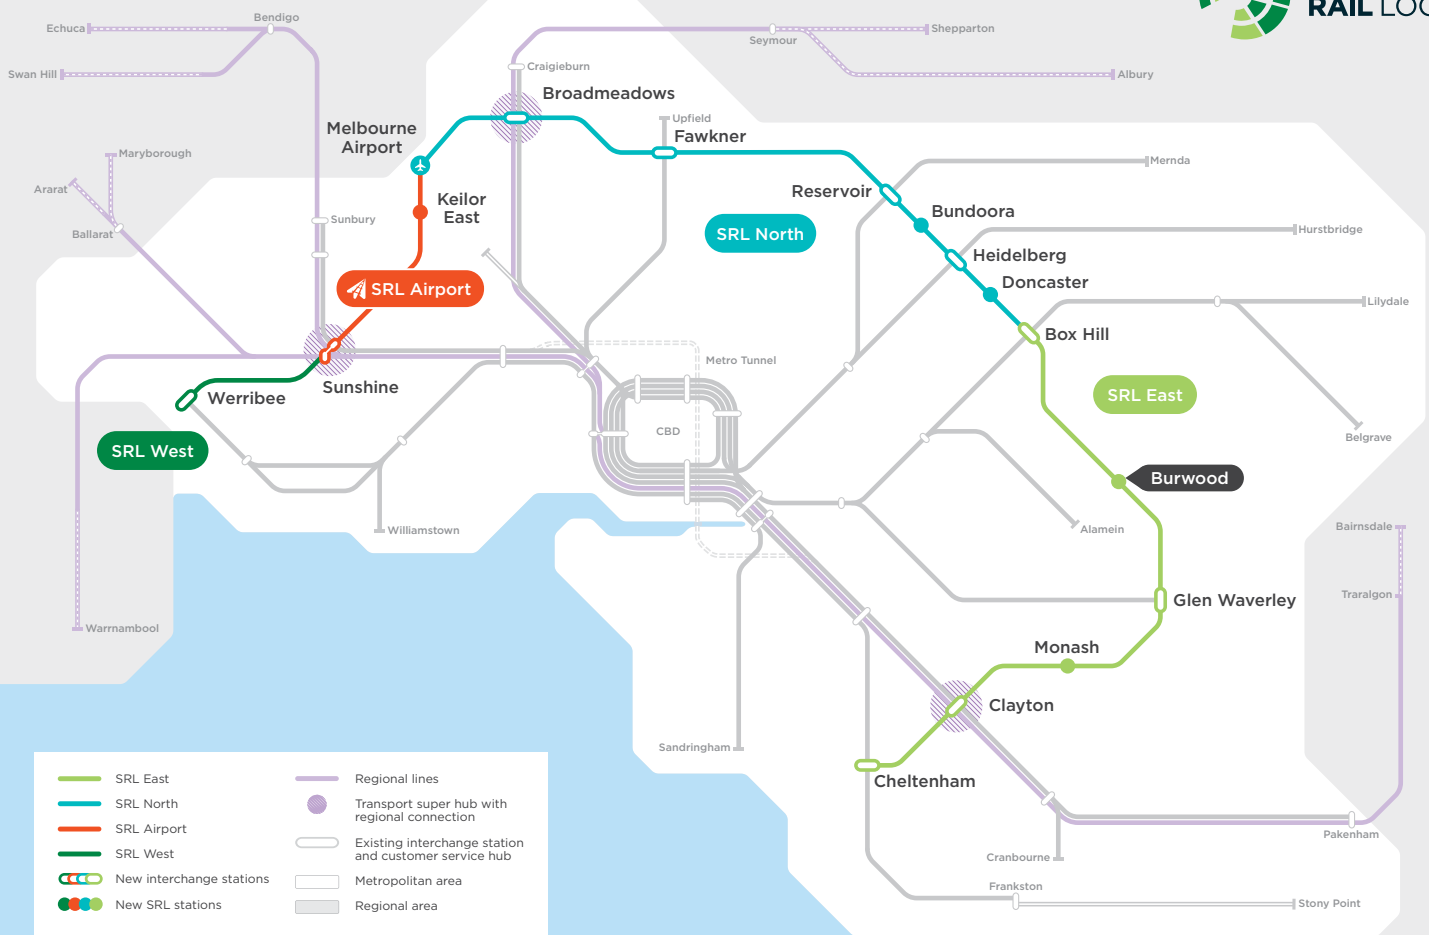 RAIL LOO
Echuca
Bendigo
Swan Hill
Shepparton
Seymour
Albury
Craigieburn
Broadmeadows
Melbourne
Airport
Upfield
Fawkner
Maryborough
Ararat
Ballarat
Sunbury
Keilor
East
Mernda
Reservoir
Bundoora
SRL North
Hurstbridge
Heidelberg
Doncaster
SRL Airport
Lilydale
Box Hill
Metro Tunnel
Sunshine
Werribee
SRL East
CBD
Belgrave
SRL West
Burwood
Williamstown
Alamein
Bairnsdale
Traralgon
Glen Waverley
Warrnambool
Monash
Clayton
Sandringham
Cheltenham
Pakenham
Cranbourne
Frankston
Stony Point
SRL East
SRL North
SRL Airport
SRL West
New interchange stations
New SRL stations
Regional lines
Transport super hub with
regional connection
Existing interchange station
and customer service hub
Metropolitan area
Regional area